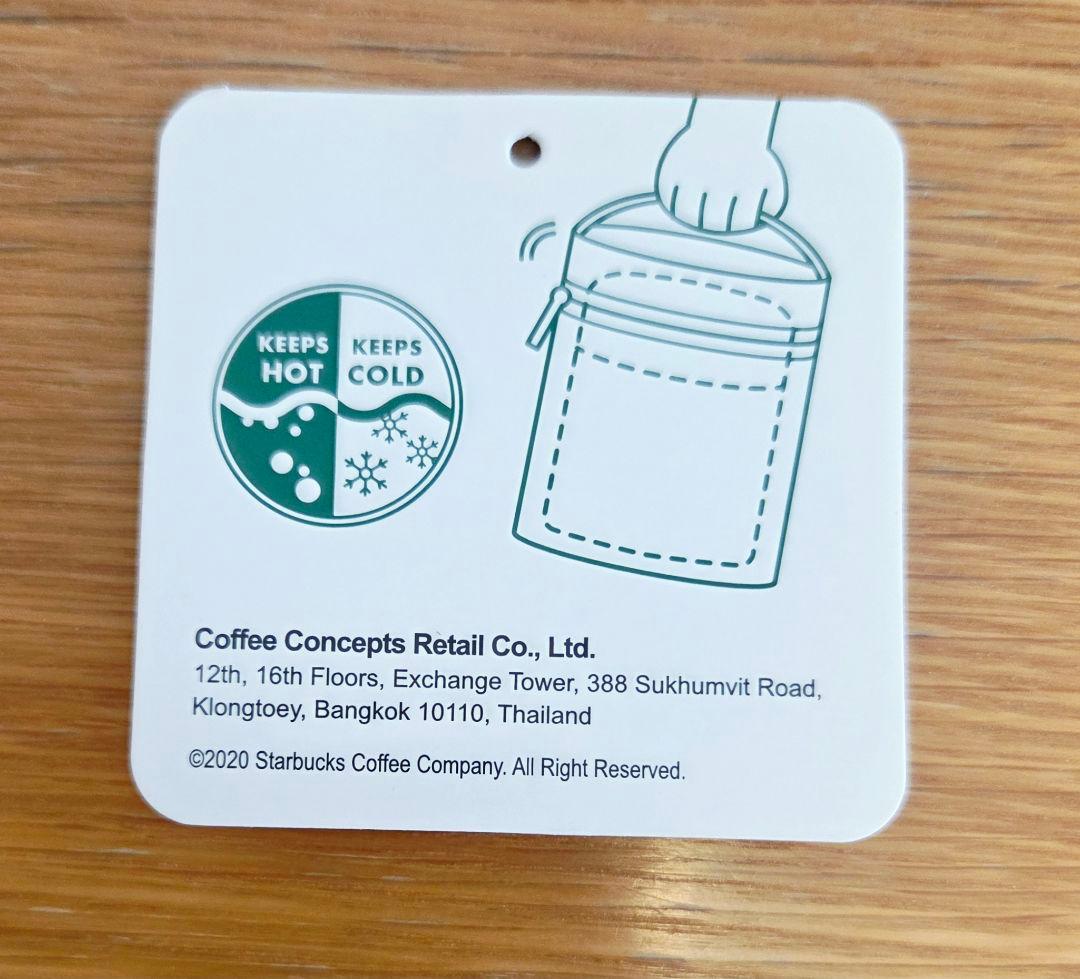 KEEPS HOT
KEEPS COLD
Coffee Concepts Retail Co., Ltd.
12th, 16th Floors, Exchange Tower, 388 Sukhumvit Road,
Klongtoey, Bangkok 10110, Thailand
©2020 Starbucks Coffee Company. All Right Reserved.